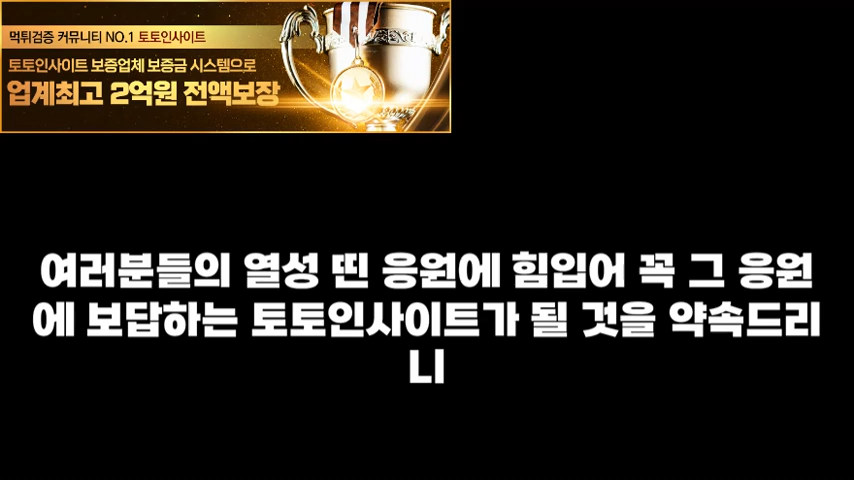 먹튀검증 커뮤니티 NO.1 토토인사이트
토토인사이트 보증업체 보증금 시스템으로
업계최고 2억원 전액보장
여러분들의 열성 띤 응원에 힘입어 꼭 그 응원
에 보답하는 토토인사이트가 될 것을 약속드리
니